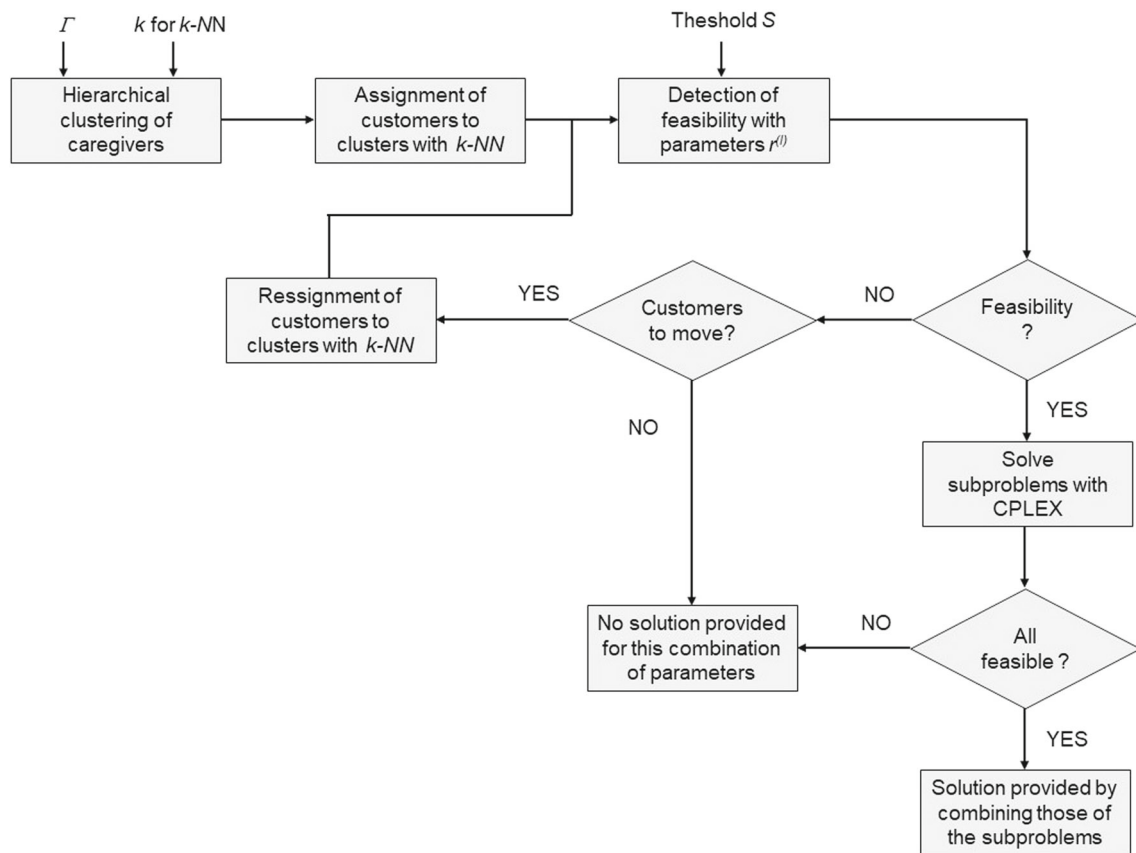 Γ
k for k-NN
Theshold S
Hierarchical
clustering of
caregivers
Assignment of
customers to
clusters with k-NN
Detection of
feasibility with
parameters r^(l)
Ressignment of
customers to
clusters with k-NN
YES
Customers
to move?
NO
Feasibility
?
NO
YES
Solve
subproblems with
CPLEX
No solution provided
for this combination
of parameters
NO
All
feasible ?
YES
Solution provided by
combining those of
the subproblems